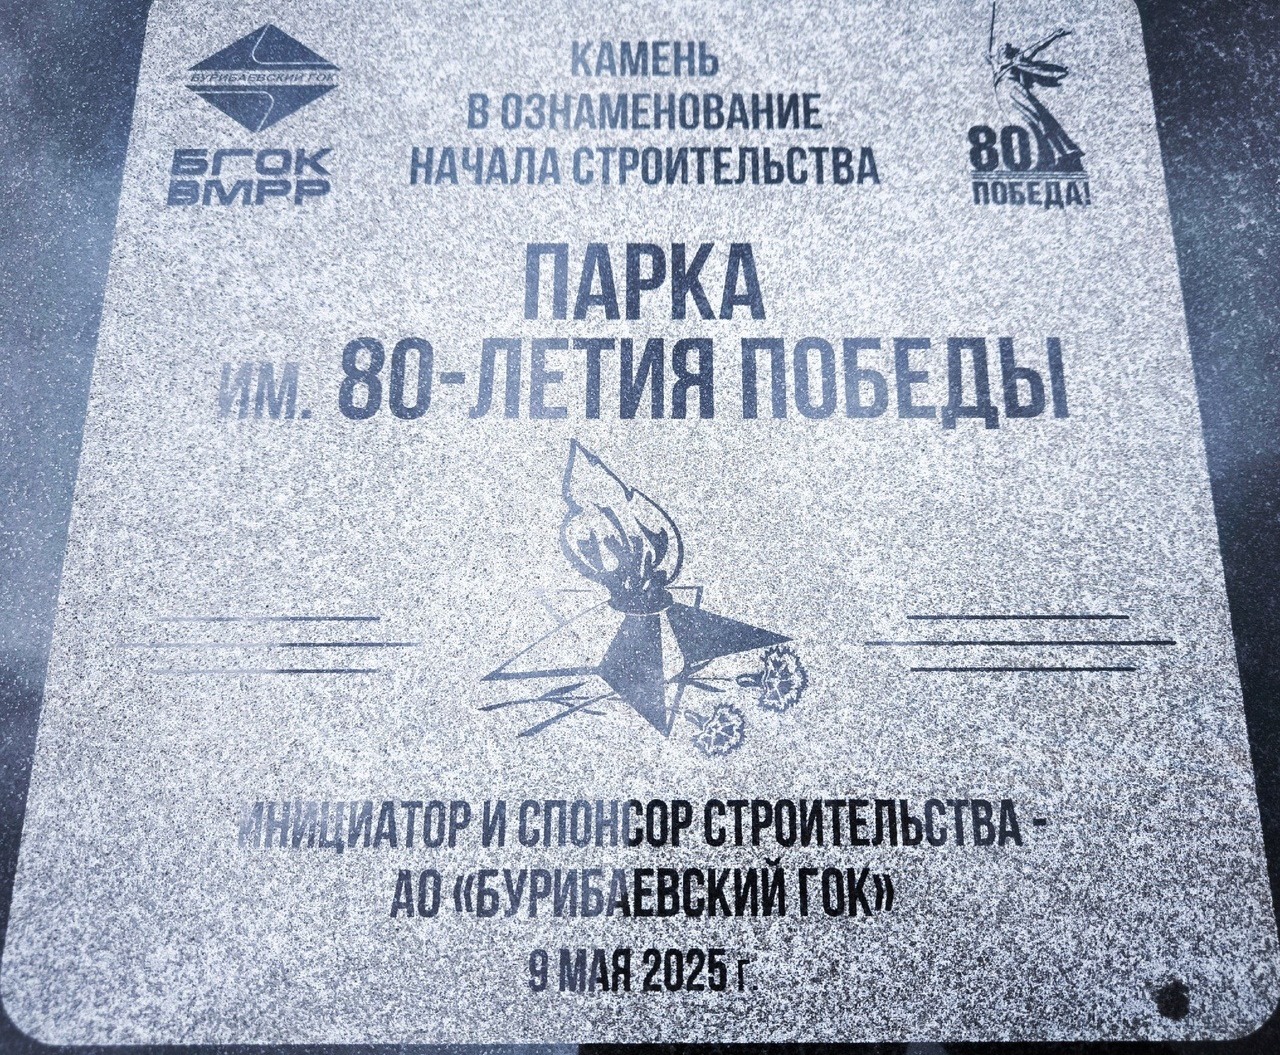 БУРИБАЕВСКИЙ ГОК
БГОК
BMPP
КАМЕНЬ
В ОЗНАМЕНОВАНИЕ
НАЧАЛА СТРОИТЕЛЬСТВА
80
ПОБЕДА!
ПАРКА
ИМ. 80-ЛЕТИЯ ПОБЕДЫ
ИНИЦИАТОР И СПОНСОР СТРОИТЕЛЬСТВА -
АО «БУРИБАЕВСКИЙ ГОК»
9 МАЯ 2025 г.